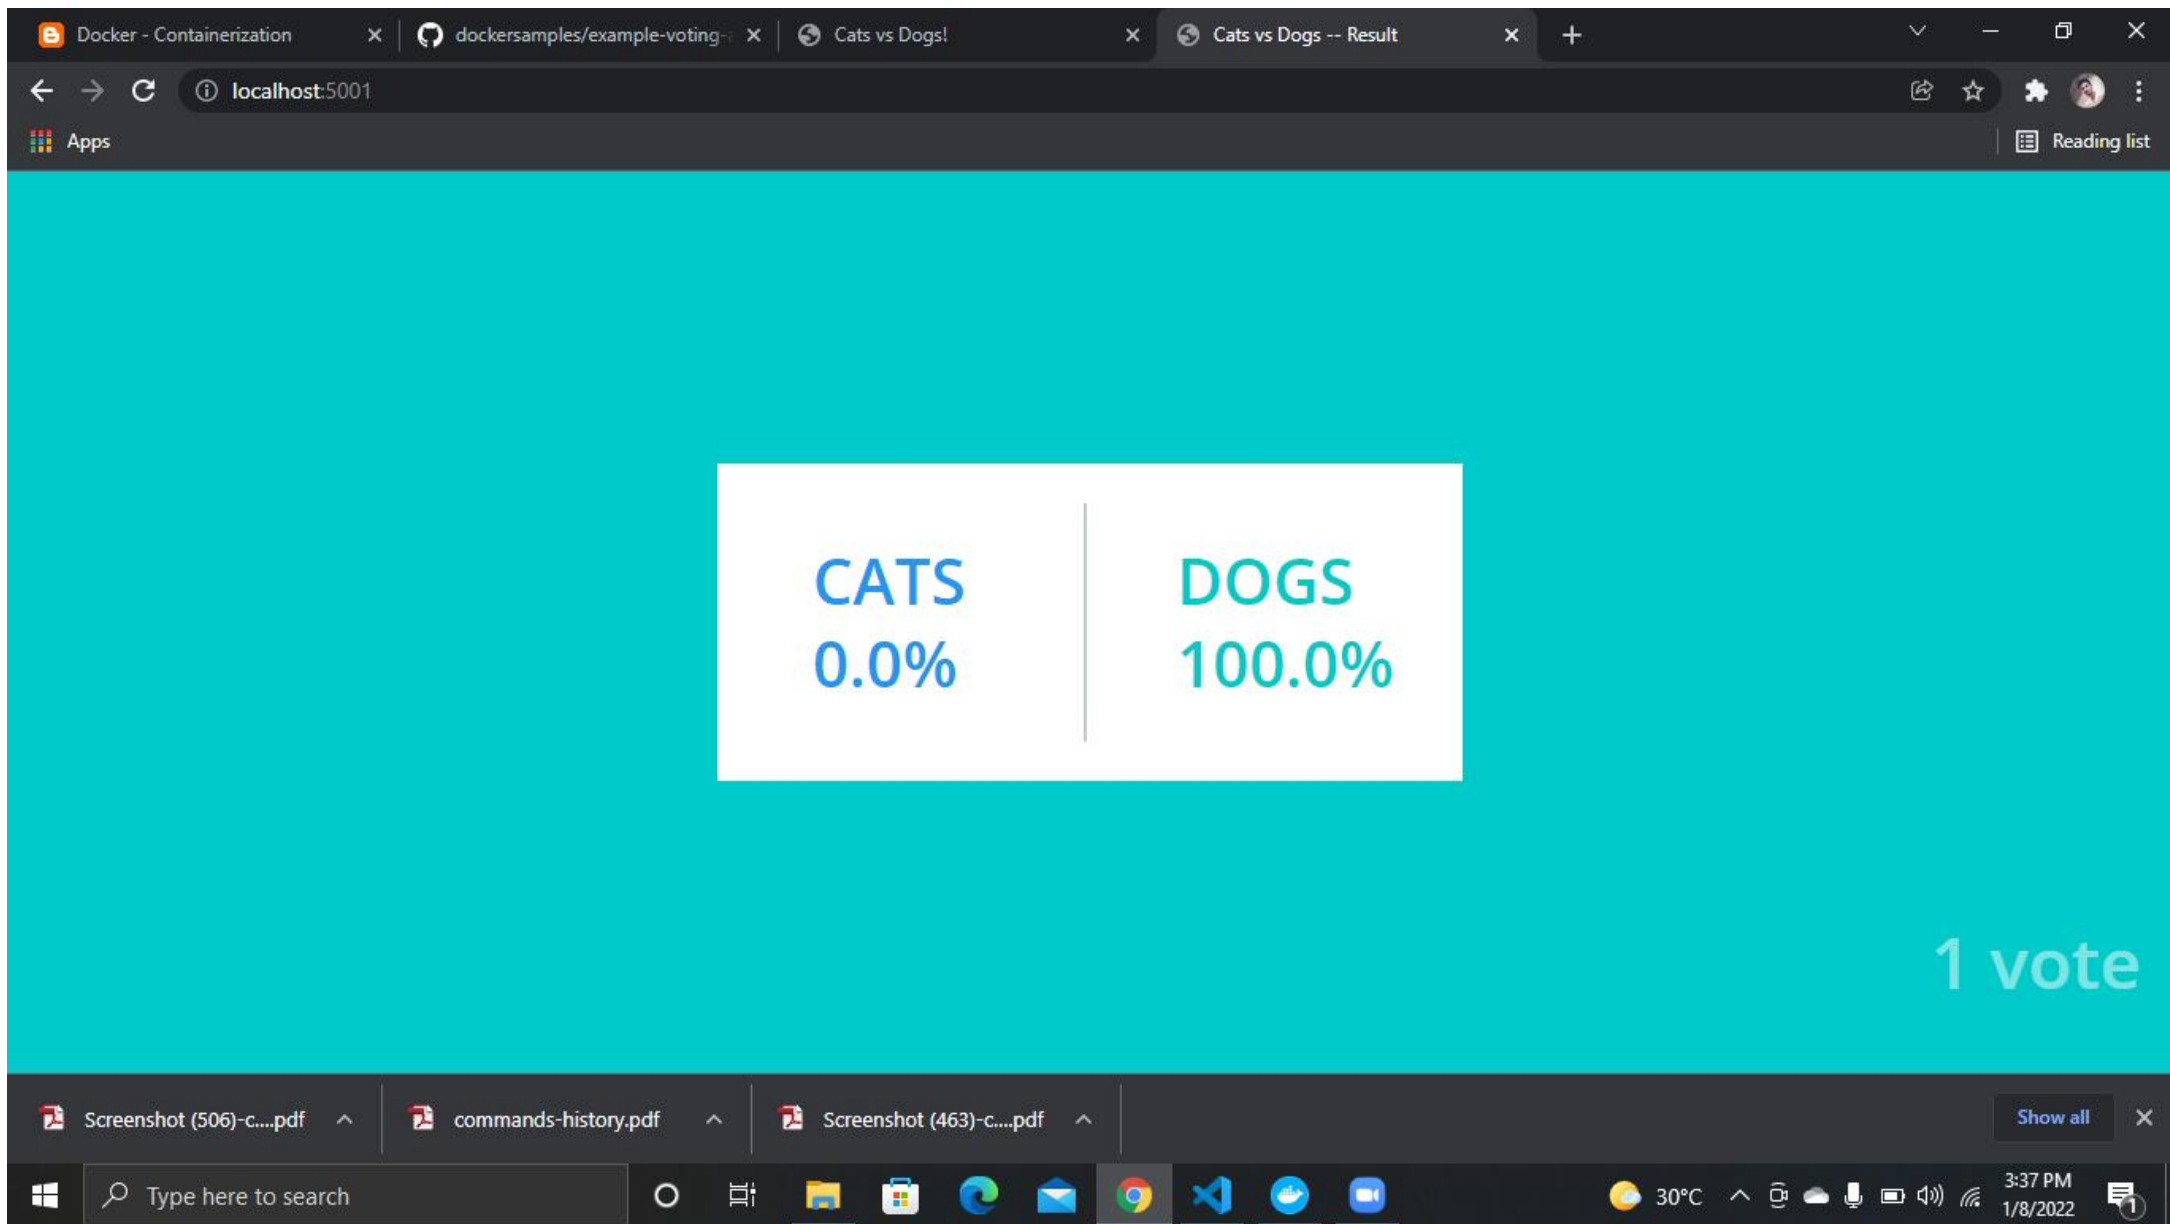 Docker - Containerization
dockersamples/example-voting-a
Cats vs Dogs!
Cats vs Dogs -- Result
localhost:5001
Apps
Reading list
CATS
0.0%
DOGS
100.0%
1 vote
Screenshot (506)-c....pdf
commands-history.pdf
Screenshot (463)-c....pdf
Show all
Type here to search
30°C
3:37 PM
1/8/2022
1